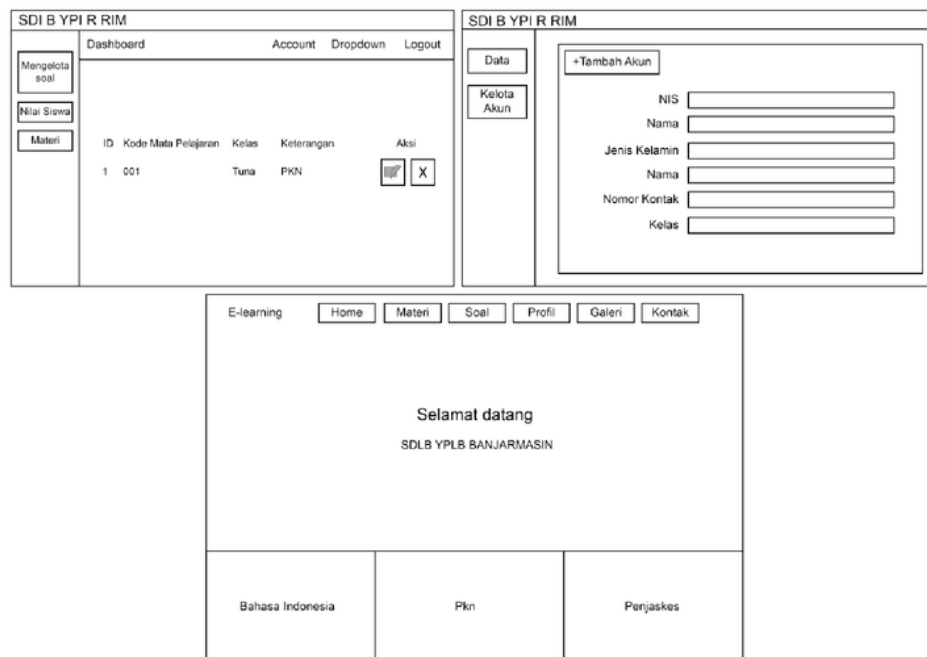 SDI B YPI R RIM
Dashboard Account Dropdown Logout
Mengelota
soal
Nilai Siswa
Materi
ID Kode Mata Pelajaran Kelas Keterangan Aksi
1 001 Tuna PKN X
SDI B YPI R RIM
Data
Kelota
Akun
+Tambah Akun
NIS
Nama
Jenis Kelamin
Nama
Nomor Kontak
Kelas
E-learning Home Materi Soal Profil Galeri Kontak
Selamat datang
SDLB YPLB BANJARMASIN
Bahasa Indonesia Pkn Penjaskes